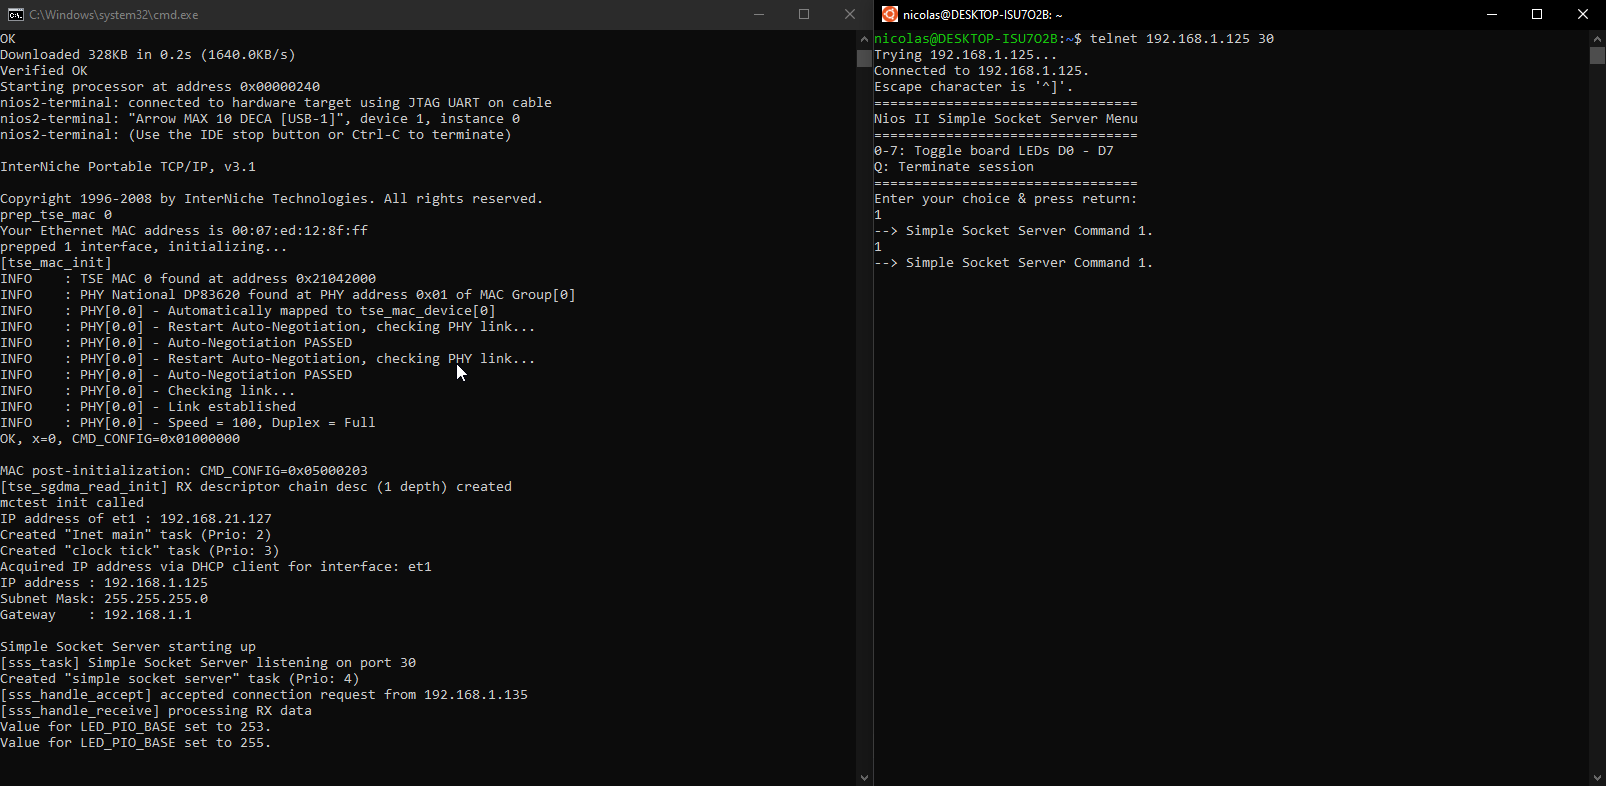 C:\Windows\system32\cmd.exe
OK
Downloaded 328KB in 0.2s (1640.0KB/s)
Verified OK
Starting processor at address 0x00000240
nios2-terminal: connected to hardware target using JTAG UART on cable
nios2-terminal: "Arrow MAX 10 DECA [USB-1]", device 1, instance 0
nios2-terminal: (Use the IDE stop button or Ctrl-C to terminate)

InterNiche Portable TCP/IP, v3.1

Copyright 1996-2008 by InterNiche Technologies. All rights reserved.
prep_tse_mac 0
Your Ethernet MAC address is 00:07:ed:12:8f:ff
prepped 1 interface, initializing...
[tse_mac_init]
INFO    : TSE MAC 0 found at address 0x21042000
INFO    : PHY National DP83620 found at PHY address 0x01 of MAC Group[0]
INFO    : PHY[0.0] - Automatically mapped to tse_mac_device[0]
INFO    : PHY[0.0] - Restart Auto-Negotiation, checking PHY link...
INFO    : PHY[0.0] - Auto-Negotiation PASSED
INFO    : PHY[0.0] - Restart Auto-Negotiation, checking PHY link...
INFO    : PHY[0.0] - Auto-Negotiation PASSED
INFO    : PHY[0.0] - Checking link...
INFO    : PHY[0.0] - Link established
INFO    : PHY[0.0] - Speed = 100, Duplex = Full
OK, x=0, CMD_CONFIG=0x01000000

MAC post-initialization: CMD_CONFIG=0x05000203
[tse_sgdma_read_init] RX descriptor chain desc (1 depth) created
mctest init called
IP address of et1 : 192.168.21.127
Created "Inet main" task (Prio: 2)
Created "clock tick" task (Prio: 3)
Acquired IP address via DHCP client for interface: et1
IP address : 192.168.1.125
Subnet Mask: 255.255.255.0
Gateway    : 192.168.1.1

Simple Socket Server starting up
[sss_task] Simple Socket Server listening on port 30
Created "simple socket server" task (Prio: 4)
[sss_handle_accept] accepted connection request from 192.168.1.135
[sss_handle_receive] processing RX data
Value for LED_PIO_BASE set to 253.
Value for LED_PIO_BASE set to 255.
nicolas@DESKTOP-ISU7O2B: ~
nicolas@DESKTOP-ISU7O2B:~$ telnet 192.168.1.125 30
Trying 192.168.1.125...
Connected to 192.168.1.125.
Escape character is '^]'.
=================================
Nios II Simple Socket Server Menu
=================================
0-7: Toggle board LEDs D0 - D7
Q: Terminate session
=================================
Enter your choice & press return:
1
--> Simple Socket Server Command 1.
1
--> Simple Socket Server Command 1.